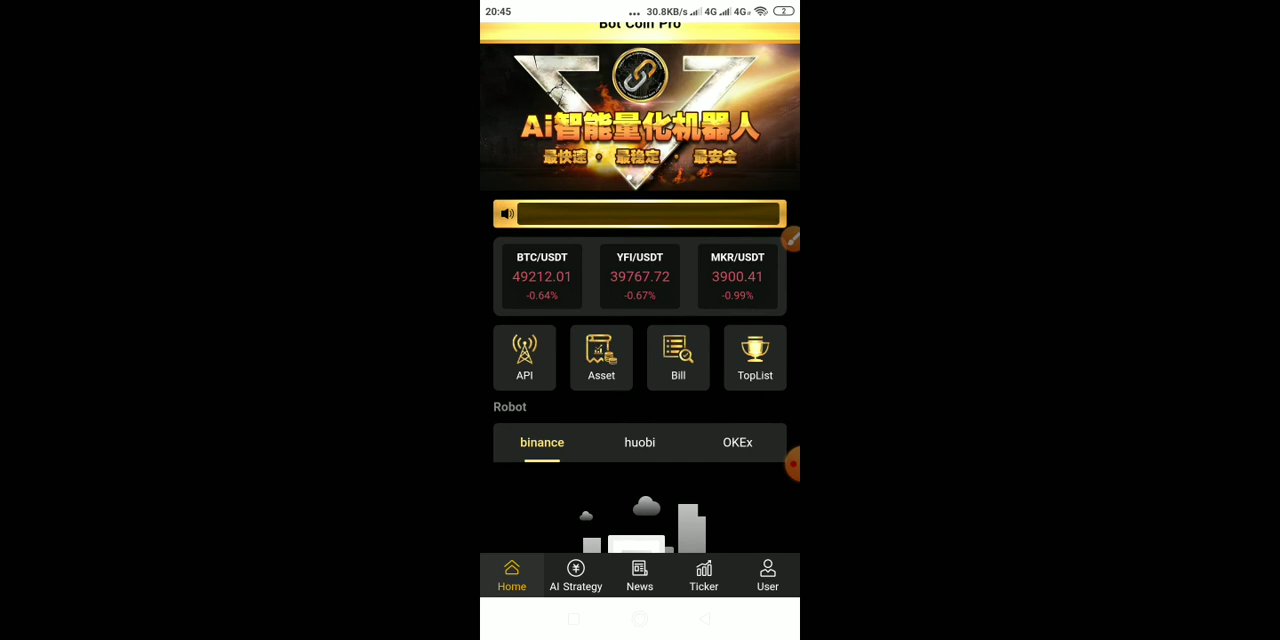 20:45 ... 30.8KB/s 4G 4G 2
Bot Coin Pro
Ai智能量化机器人
最快速 · 最稳定 · 最安全
BTC/USDT YFI/USDT MKR/USDT
49212.01 39767.72 3900.41
-0.64% -0.67% -0.99%
API Asset Bill TopList
Robot
binance huobi OKEx
Home AI Strategy News Ticker User